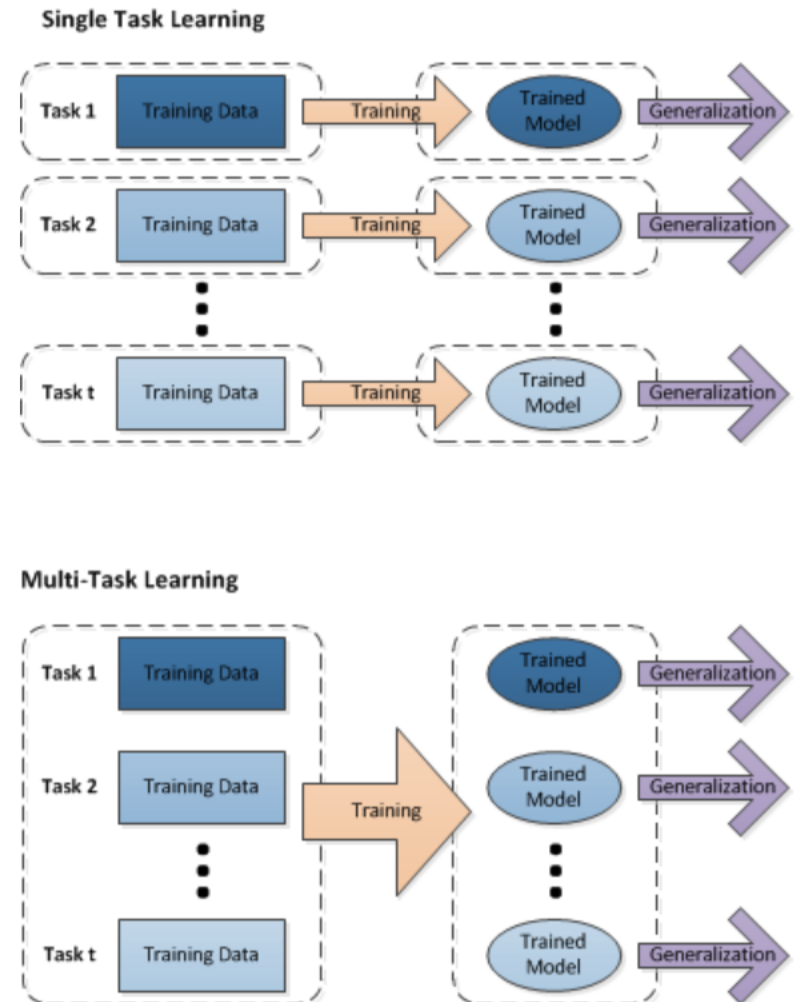 Single Task Learning
Task 1
Training Data
Training
Trained
Model
Generalization
Task 2
Training Data
Training
Trained
Model
Generalization
Task t
Training Data
Training
Trained
Model
Generalization
Multi-Task Learning
Task 1
Training Data
Trained
Model
Generalization
Task 2
Training Data
Training
Trained
Model
Generalization
Task t
Training Data
Trained
Model
Generalization